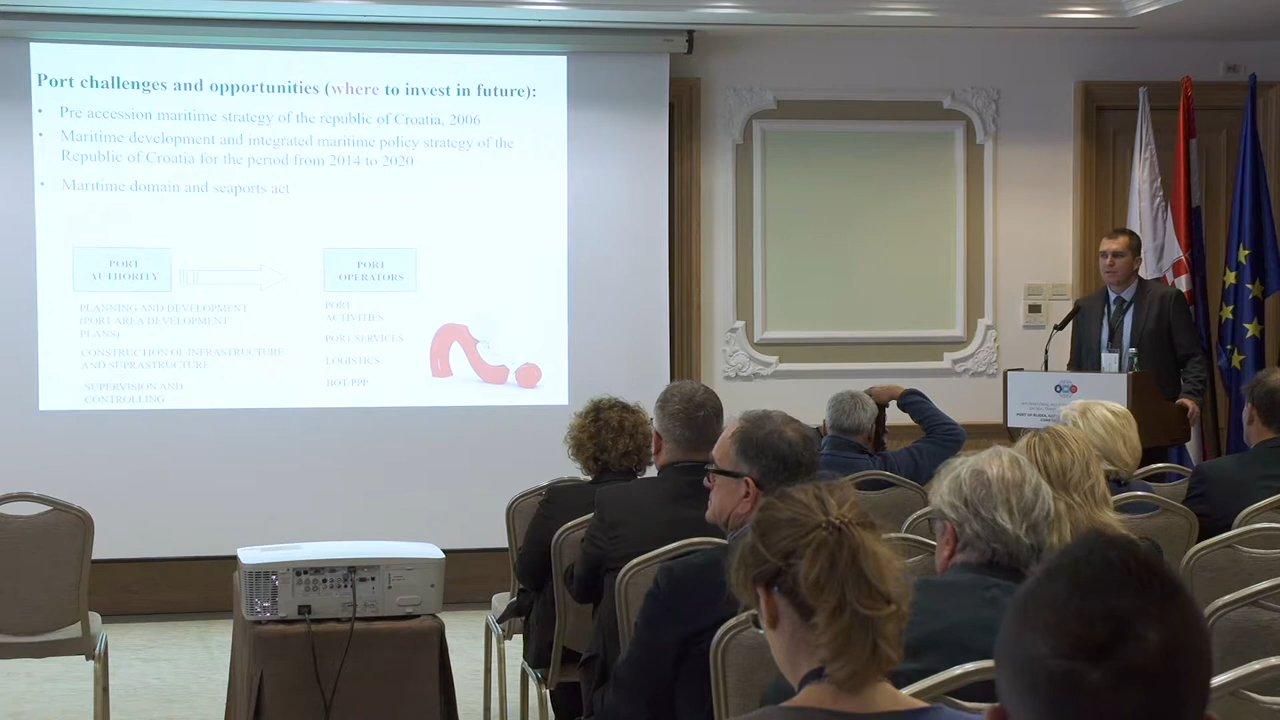 Port challenges and opportunities (where to invest in future):
• Pre accession maritime strategy of the republic of Croatia, 2006
• Maritime development and integrated maritime policy strategy of the
Republic of Croatia for the period from 2014 to 2020
• Maritime domain and seaports act
PORT
AUTHORITY
PORT
OPERATORS
PLANNING AND DEVELOPMENT
(PORT AREA DEVELOPMENT
PLANS)
CONSTRUCTION OF INFRASTRUCTURE
AND SUPRASTRUCTURE
SUPERVISION AND
CONTROLLING
PORT
ACTIVITIES
PORT SERVICES
LOGISTICS
BOT-PPP